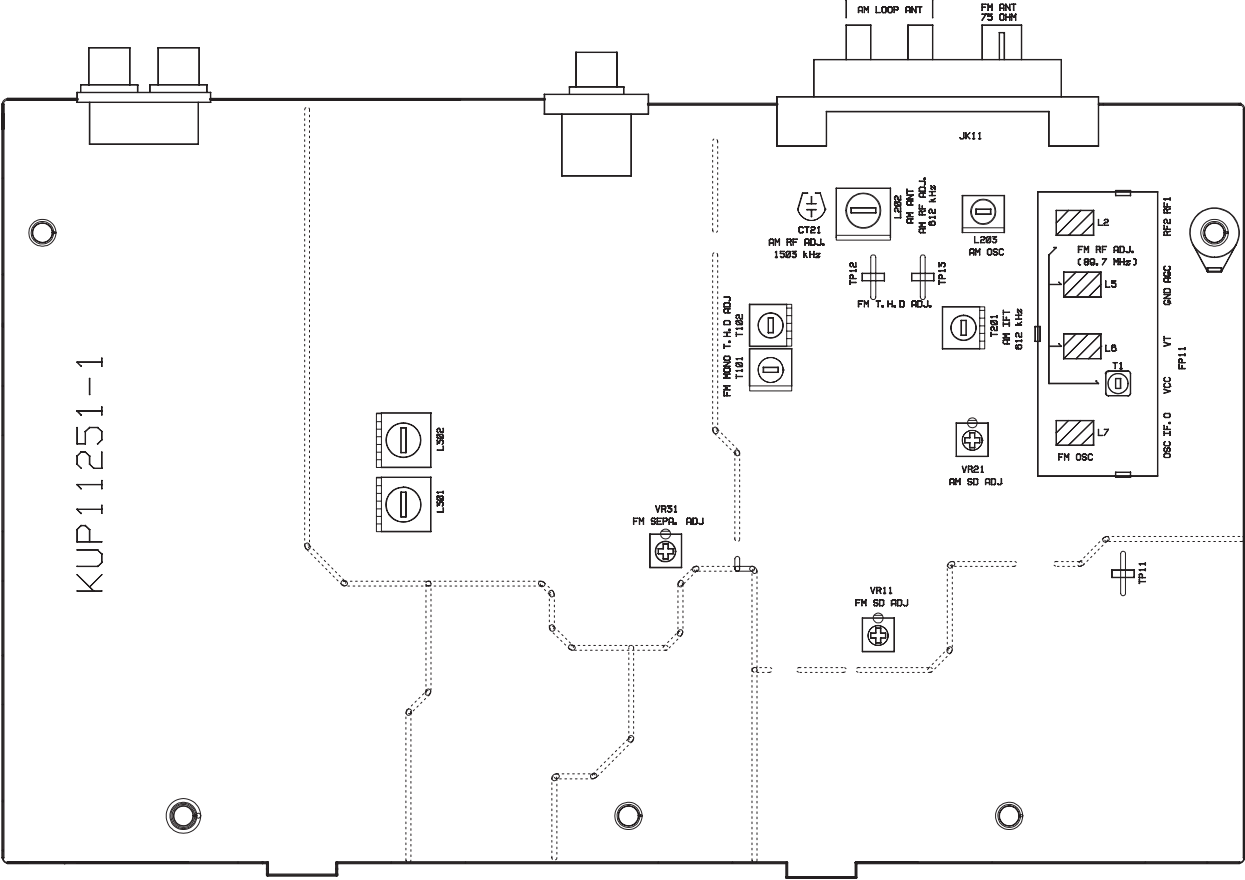 AM LOOP ANT
FM ANT
75 OHM
JK11
CT21
AM RF ADJ.
1503 kHz
L202
AM ANT
AM RF ADJ.
612 kHz
L203
AM OSC
L2
RF2 RF1
FM RF ADJ.
(89.7 MHz)
L5
GND AGC
TP12
TP13
FM T.H.D ADJ.
T201
AM IFT
612 kHz
L6
VT
FP11
T1
VCC
FM MONO T.H.D ADJ
T102
T101
L7
OSC IF.O
FM OSC
KUP11251-1
L302
L301
VR21
AM SD ADJ
VR31
FM SEPA. ADJ
TP11
VR11
FM SD ADJ